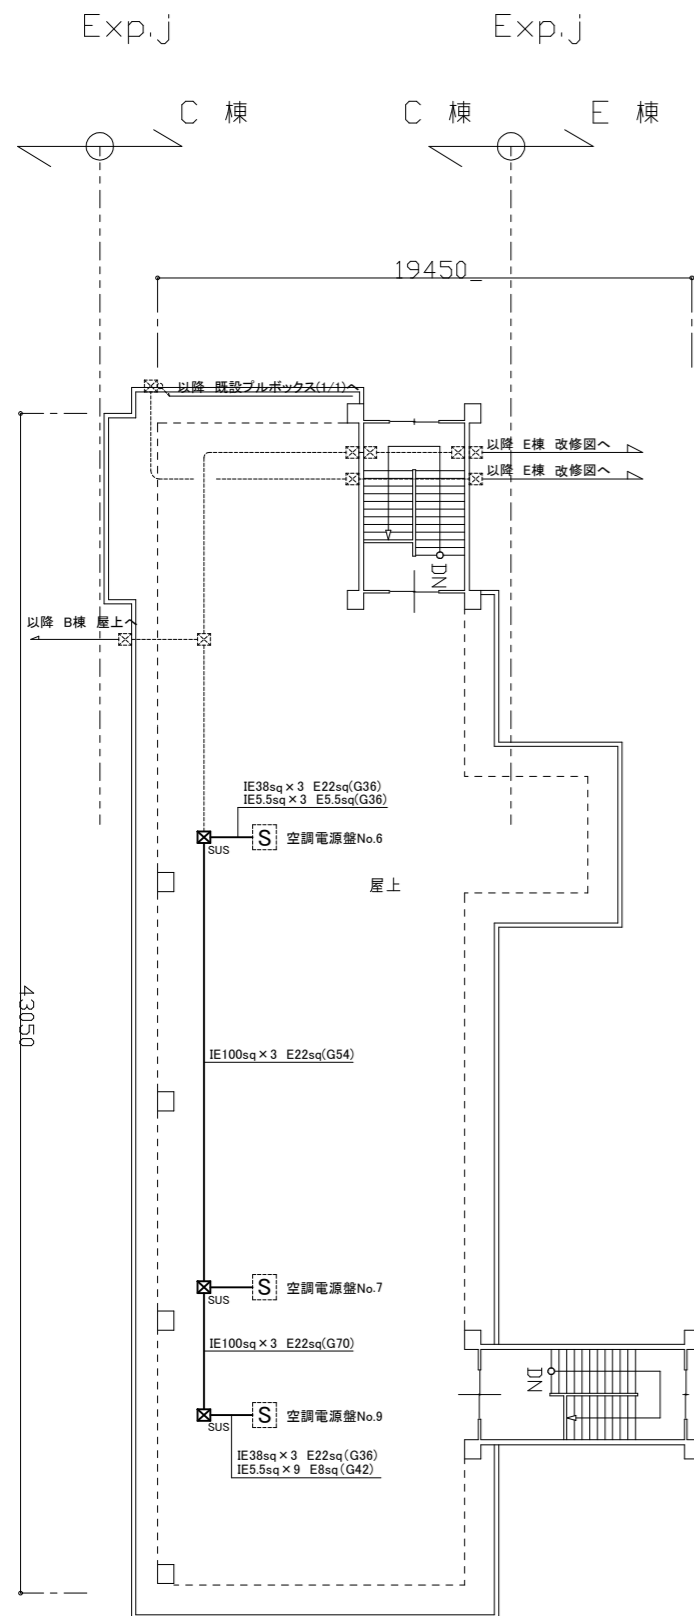 Exp.j
Exp.j
C 棟
C 棟
E 棟
19450
以降 既設プルボックス(1/1)へ
以降 E棟 改修図へ
以降 E棟 改修図へ
DN
以降 B棟 屋上へ
IE38sq×3 E22sq(G36)
IE5.5sq×3 E5.5sq(G36)
S
空調電源盤No.6
SUS
屋上
43050
IE100sq×3 E22sq(G54)
S
空調電源盤No.7
SUS
IE100sq×3 E22sq(G70)
DN
S
空調電源盤No.9
SUS
IE38sq×3 E22sq(G36)
IE5.5sq×9 E8sq(G42)